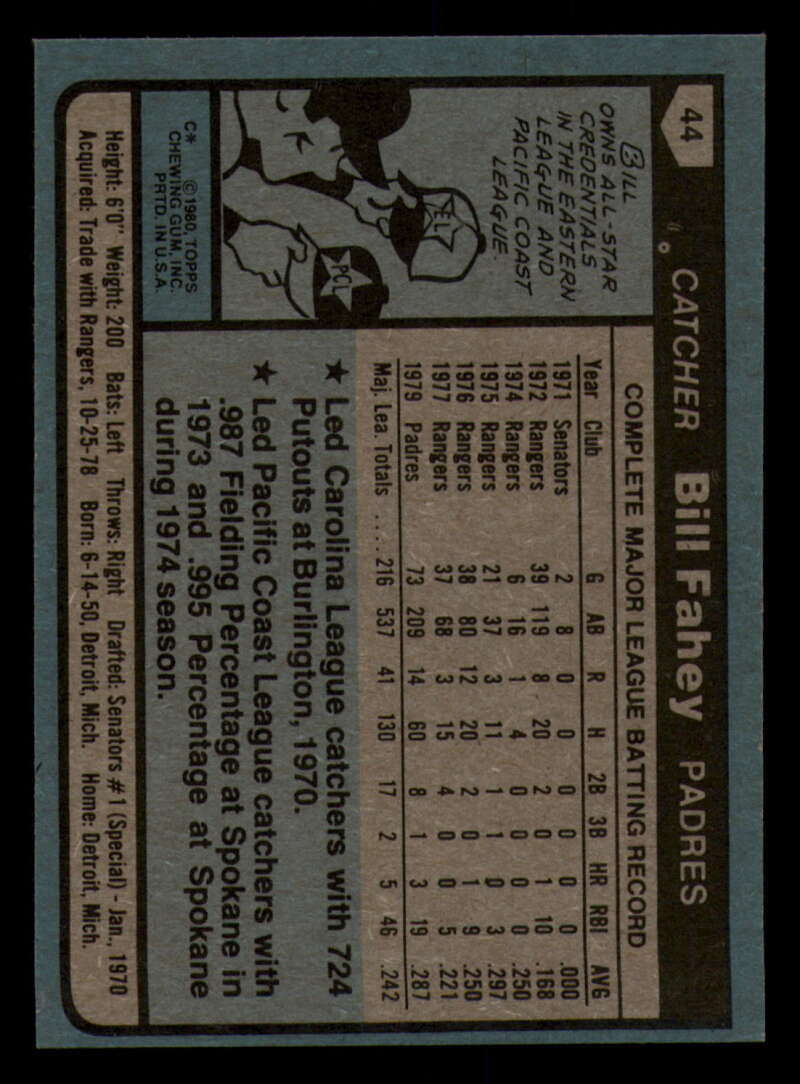 44
CATCHER Bill Fahey PADRES
BILL
OWNS ALL-STAR
CREDENTIALS
IN THE EASTERN
LEAGUE AND
PACIFIC COAST
LEAGUE.
EL
PCL
C* ©1980, TOPPS
CHEWING GUM, INC.
PRTD. IN U.S.A.
COMPLETE MAJOR LEAGUE BATTING RECORD
Year Club G AB R H 2B 3B HR RBI AVG
1971 Senators 2 8 0 0 0 0 0 0 .000
1972 Rangers 39 119 8 20 2 0 1 10 .168
1974 Rangers 6 16 1 4 0 0 0 0 .250
1975 Rangers 21 37 3 11 1 1 0 3 .297
1976 Rangers 38 80 12 20 2 0 1 9 .250
1977 Rangers 37 68 3 15 4 0 0 5 .221
1979 Padres 73 209 14 60 8 1 3 19 .287
Maj. Lea. Totals .... 216 537 41 130 17 2 5 46 .242
★ Led Carolina League catchers with 724
Putouts at Burlington, 1970.
★ Led Pacific Coast League catchers with
.987 Fielding Percentage at Spokane in
1973 and .995 Percentage at Spokane
during 1974 season.
Height: 6'0" Weight: 200 Bats: Left Throws: Right Drafted: Senators #1 (Special) - Jan., 1970
Acquired: Trade with Rangers, 10-25-78 Born: 6-14-50, Detroit, Mich. Home: Detroit, Mich.